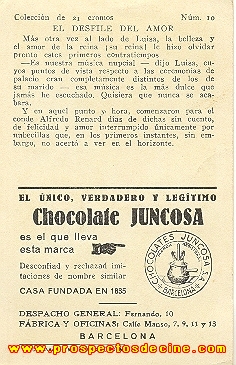 Colección de 21 cromos Núm. 10
EL DESFILE DEL AMOR
Más otra vez al lado de Luisa, la belleza y
el amor de la reina (su reina) le hizo olvidar
pronto estos primeros contratiempos.
—Es nuestra música nupcial — dijo Luisa, cu-
yos puntos de vista respecto a las ceremonias de
palacio eran completamente distintos de los de
su marido — esa música es la más dulce que
jamás he escuchado. Quisiera que nunca se aca-
bara.
Y en aquel punto y hora, comenzaron para el
conde Alfredo Renard días de dichas sin cuento,
de felicidad y amor interrumpido únicamente por
nubecillas que, en los primeros instantes, sin em-
bargo, no acertó a ver en el horizonte.
EL ÚNICO, VERDADERO Y LEGÍTIMO
Chocolate JUNCOSA
es el que lleva
esta marca
CHOCOLATES JUNCOSA S.A.
BARCELONA
Desconfiad y rechazad imi-
taciones de nombre similar
CASA FUNDADA EN 1835
DESPACHO GENERAL: Fernando, 10
FÁBRICA Y OFICINAS: Calle Manso, 7, 9, 11 y 13
BARCELONA
www.prospectosdecine.com